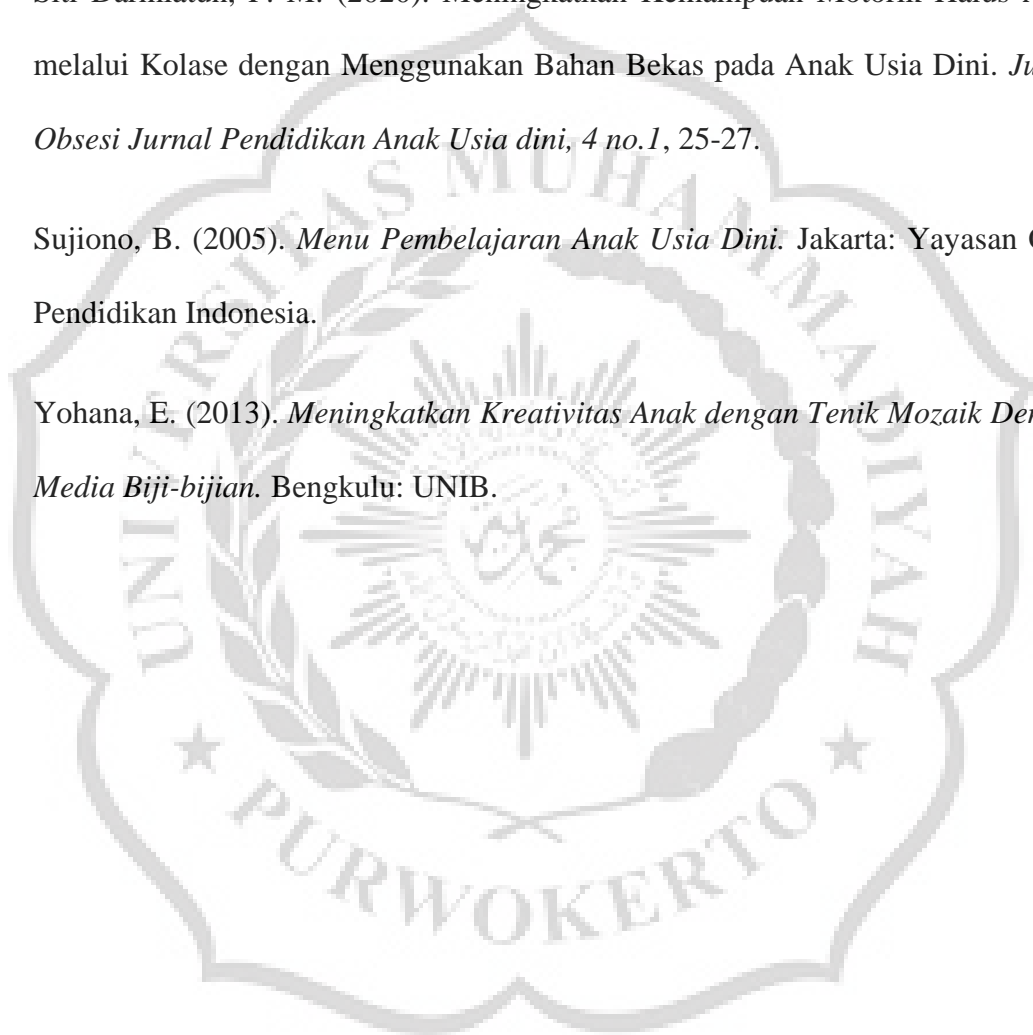 melalui Kolase dengan Menggunakan Bahan Bekas pada Anak Usia Dini.
Obsesi Jurnal Pendidikan Anak Usia dini, 4 no.1, 25-27.
Sujiono, B. (2005). Menu Pembelajaran Anak Usia Dini. Jakarta: Yayasan
Pendidikan Indonesia.
Yohana, E. (2013). Meningkatkan Kreativitas Anak dengan Tenik Mozaik
Media Biji-bijian. Bengkulu: UNIB.
UNIVERSITAS MUHAMMADIYAH
PURWOKERTO